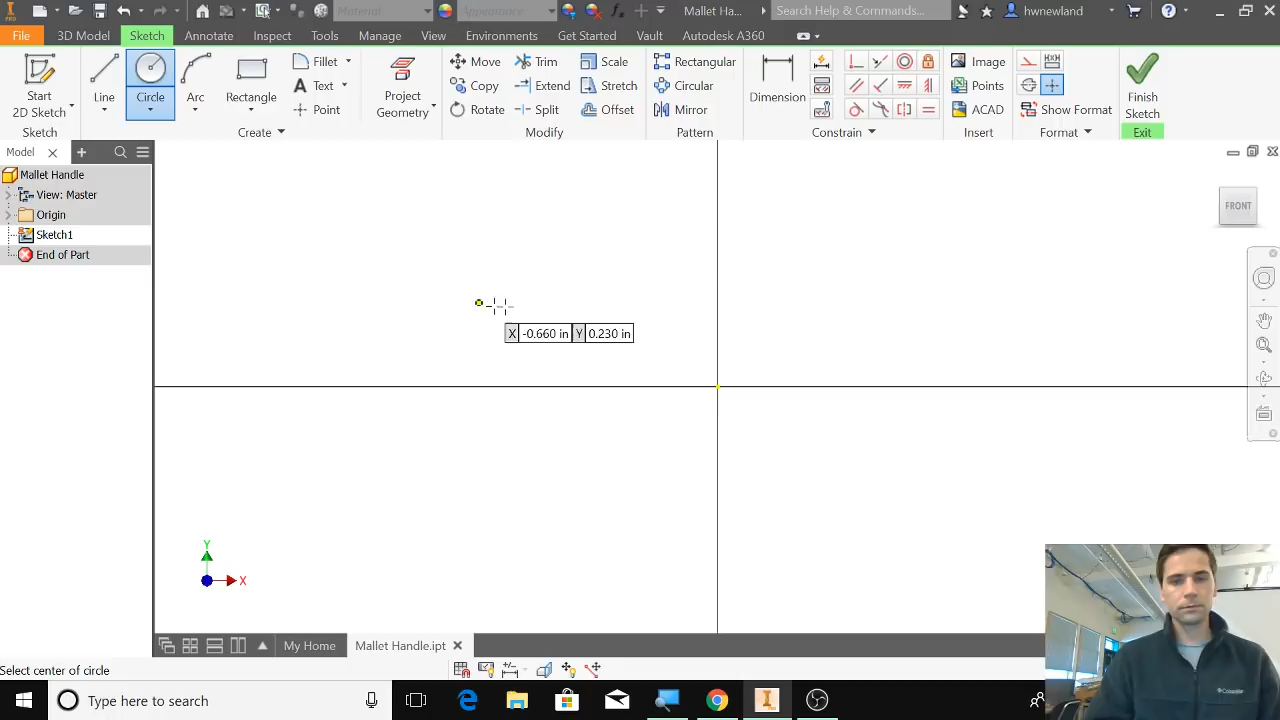 PRO Material Appearance Mallet Ha... Search Help & Commands... hwnewland
File 3D Model Sketch Annotate Inspect Tools Manage View Environments Get Started Vault Autodesk A360
Start 2D Sketch Line Circle Arc Rectangle Fillet Text Point Project Geometry Move Copy Rotate Trim Extend Split Scale Stretch Offset Rectangular Circular Mirror Dimension Image Points ACAD Show Format Finish Sketch
Sketch Create Modify Pattern Constrain Insert Format Exit
Model
Mallet Handle
View: Master
Origin
Sketch1
End of Part
FRONT
X -0.660 in Y 0.230 in
Y
X
My Home Mallet Handle.ipt
Select center of circle
Type here to search
Columbia